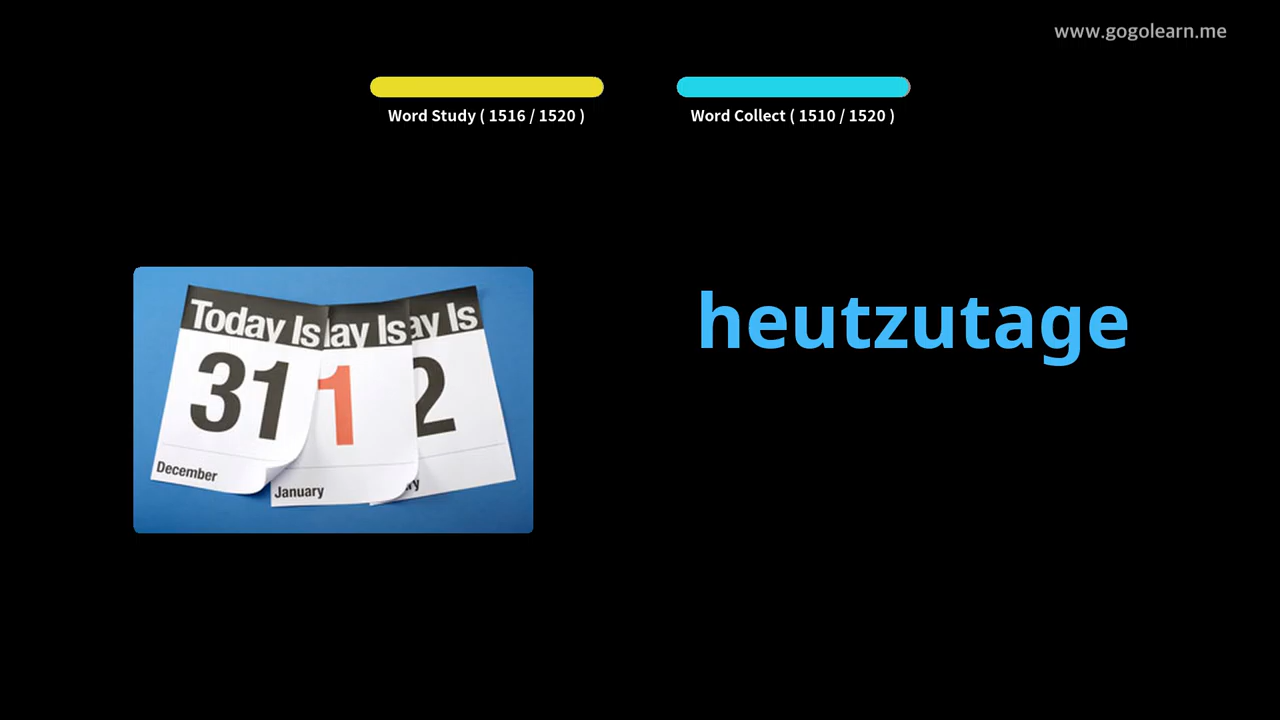 www.gogolearn.me
Word Study ( 1516 / 1520 )
Word Collect ( 1510 / 1520 )
heutzutage
Today Is
ay Is
ay Is
31
1
2
December
January
ry